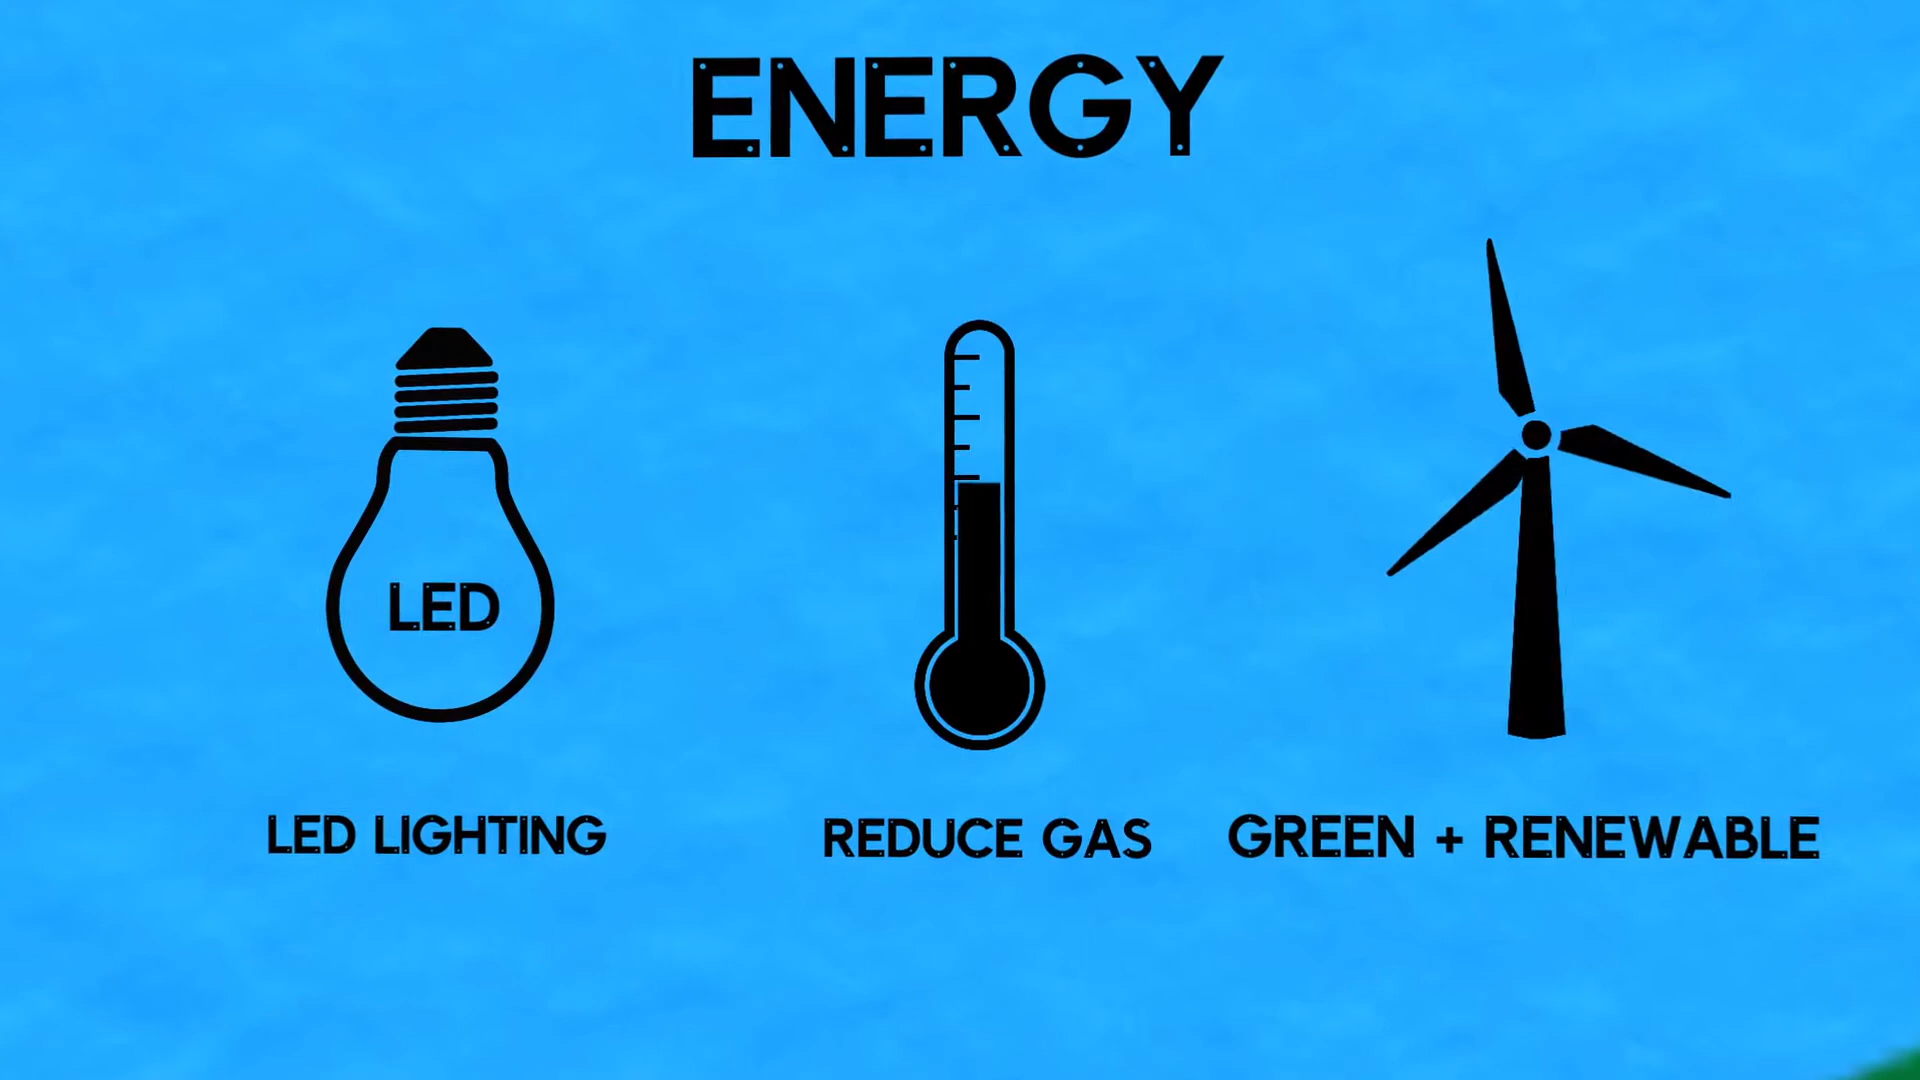 ENERGY
LED
LED LIGHTING
REDUCE GAS
GREEN + RENEWABLE